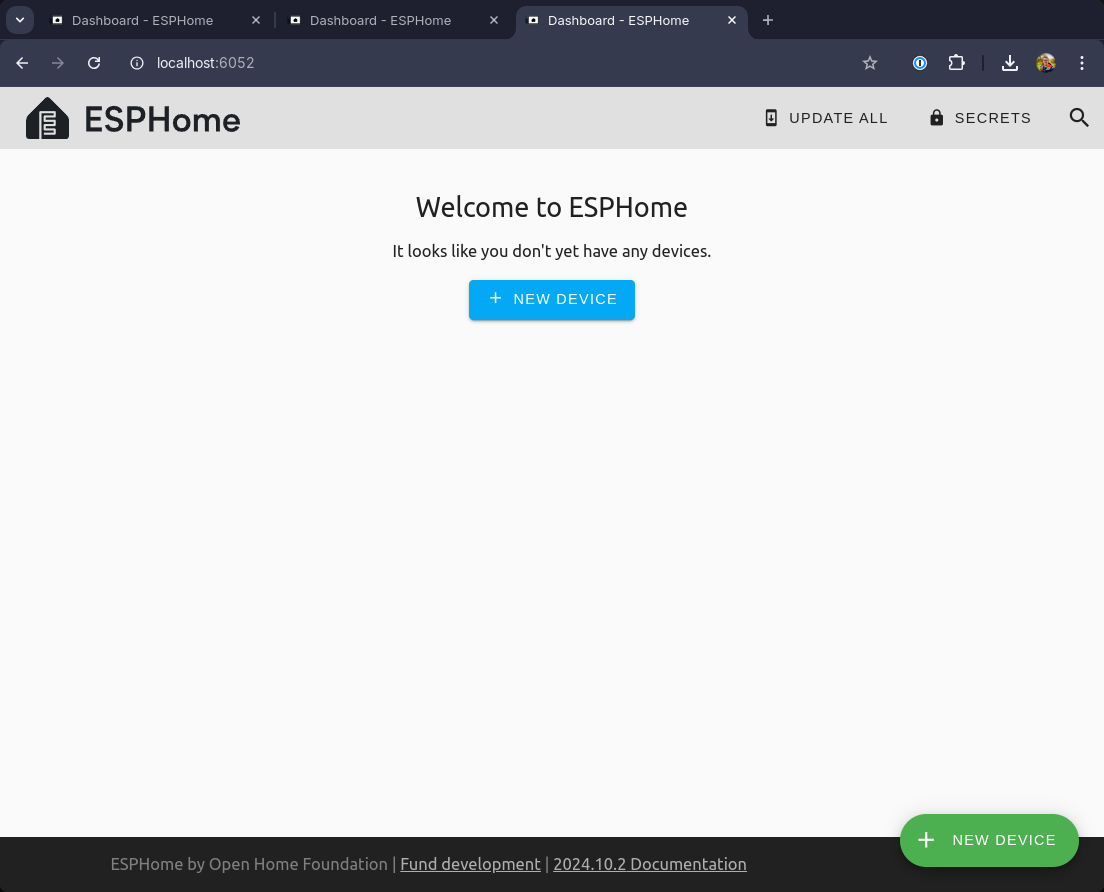 Dashboard - ESPHome
Dashboard - ESPHome
Dashboard - ESPHome
localhost:6052
ESPHome
UPDATE ALL
SECRETS
Welcome to ESPHome
It looks like you don't yet have any devices.
NEW DEVICE
NEW DEVICE
ESPHome by Open Home Foundation | Fund development | 2024.10.2 Documentation